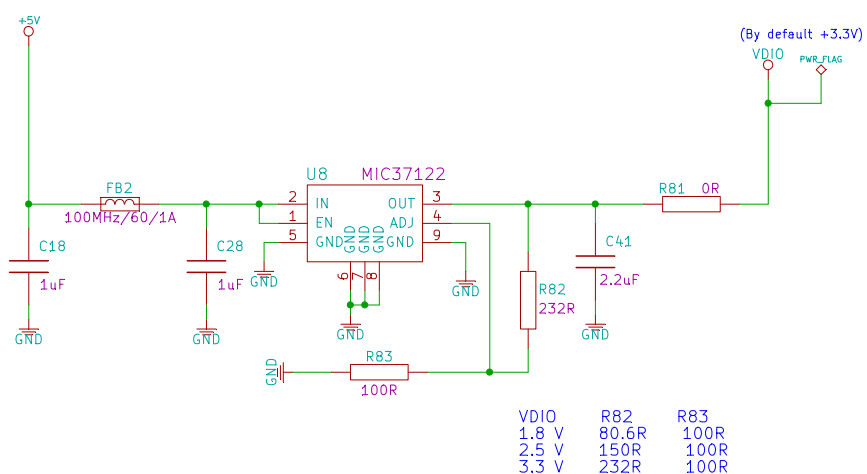 +5V
(By default +3.3V)
VDIO
PWR_FLAG
U8 MIC37122
FB2
R81 0R
100MHz/60/1A
2 IN OUT 3
1 EN ADJ 4
5 GND GND GND GND GND 9
C18
C28
C41
1uF
1uF
2.2uF
6 7 8
GND
GND
R82
232R
GND
GND
GND
GND
R83
GND
100R
VDIO R82 R83
1.8 V 80.6R 100R
2.5 V 150R 100R
3.3 V 232R 100R